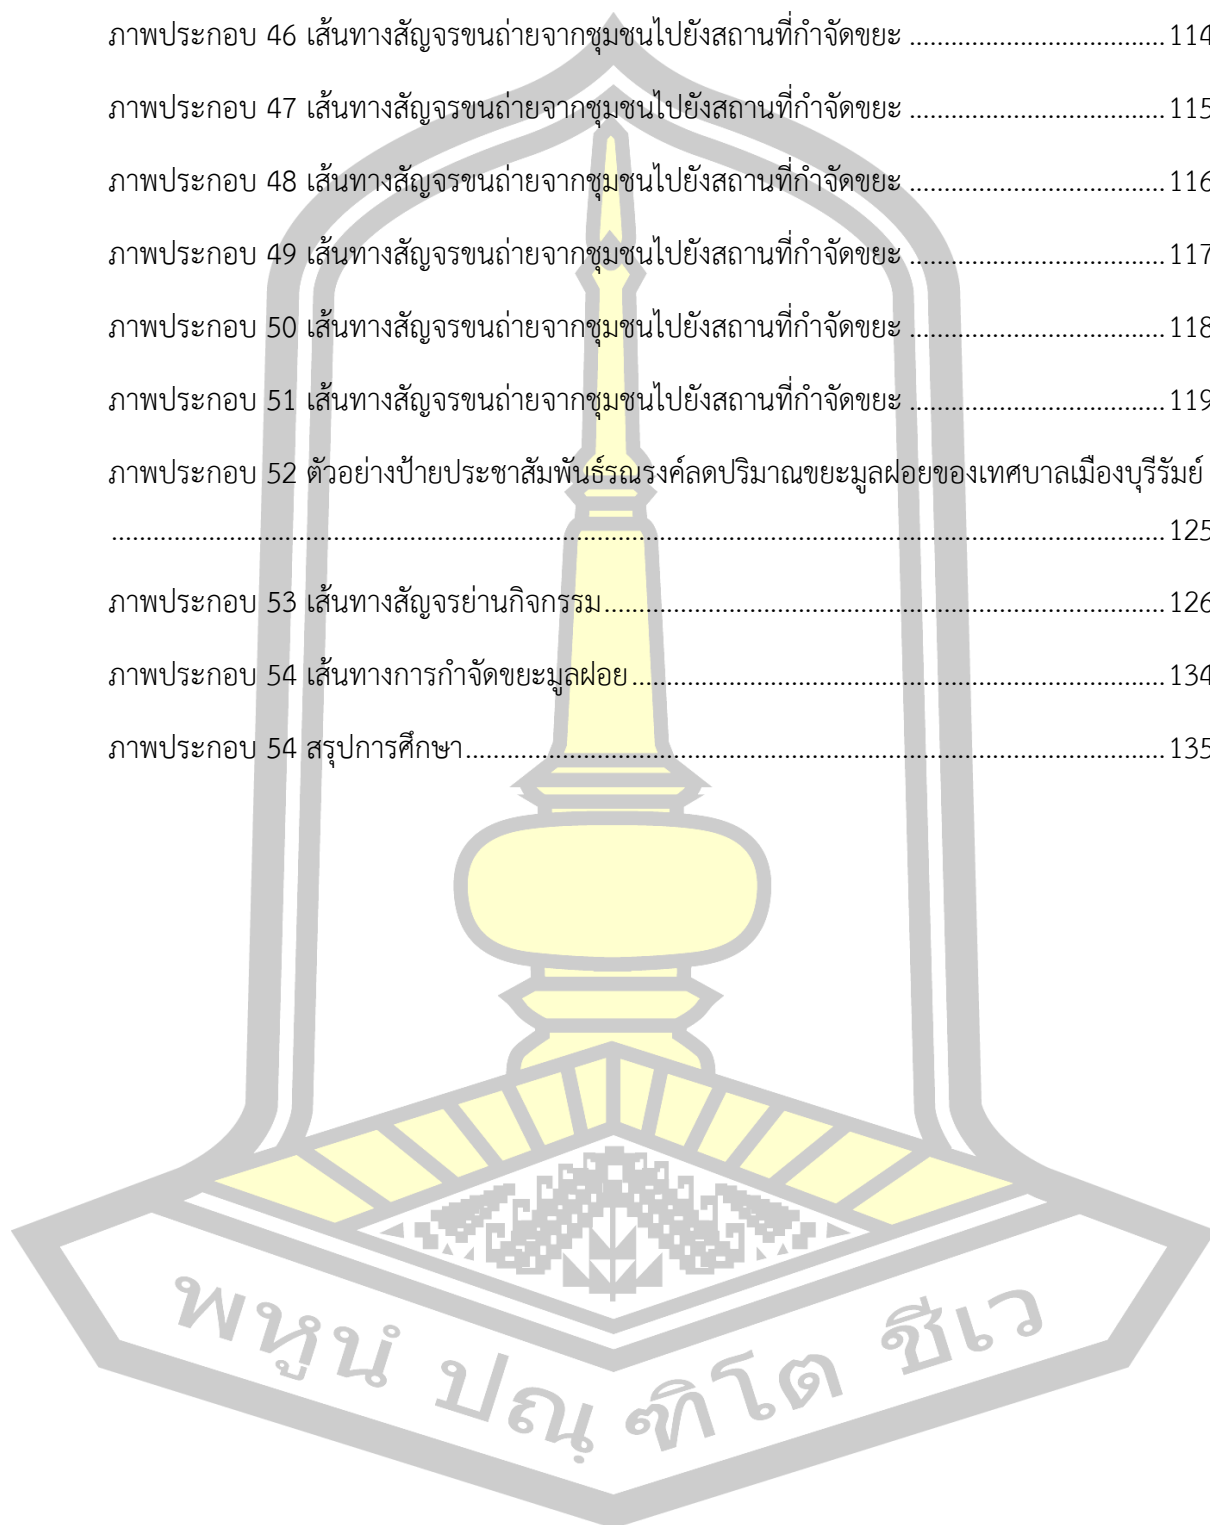 ภาพประกอบ 46 เส้นทางสัญจรขนถ่ายจากชุมชนไปยังสถานที่กำจัดขยะ .....................................114
ภาพประกอบ 47 เส้นทางสัญจรขนถ่ายจากชุมชนไปยังสถานที่กำจัดขยะ .....................................115
ภาพประกอบ 48 เส้นทางสัญจรขนถ่ายจากชุมชนไปยังสถานที่กำจัดขยะ .....................................116
ภาพประกอบ 49 เส้นทางสัญจรขนถ่ายจากชุมชนไปยังสถานที่กำจัดขยะ .....................................117
ภาพประกอบ 50 เส้นทางสัญจรขนถ่ายจากชุมชนไปยังสถานที่กำจัดขยะ .....................................118
ภาพประกอบ 51 เส้นทางสัญจรขนถ่ายจากชุมชนไปยังสถานที่กำจัดขยะ .....................................119
ภาพประกอบ 52 ตัวอย่างป้ายประชาสัมพันธ์รณรงค์ลดปริมาณขยะมูลฝอยของเทศบาลเมืองบุรีรัมย์
.....................................................................................................................................................125
ภาพประกอบ 53 เส้นทางสัญจรย่านกิจกรรม................................................................................126
ภาพประกอบ 54 เส้นทางการกำจัดขยะมูลฝอย............................................................................134
ภาพประกอบ 54 สรุปการศึกษา...................................................................................................135
พหูนํ ปณฺฑิโต ชีเว